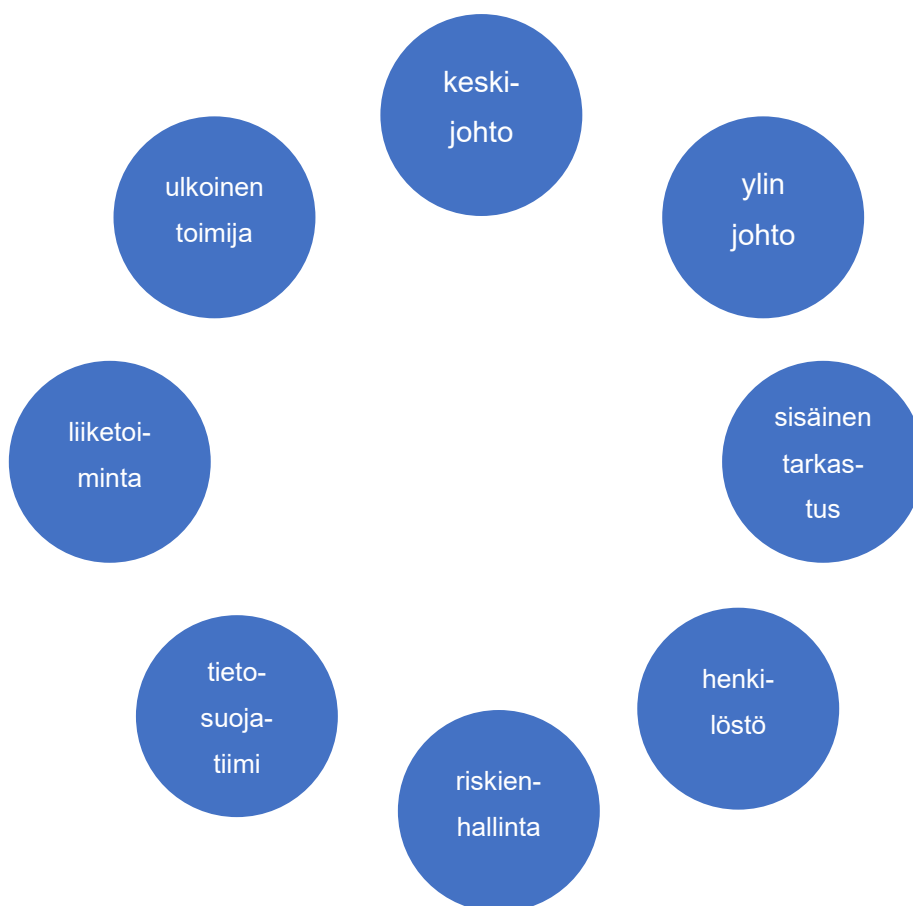 keski-
johto
ulkoinen
toimija
ylin
johto
liiketoi-
minta
sisäinen
tarkas-
tus
tieto-
suoja-
tiimi
henki-
löstö
riskien-
hallinta